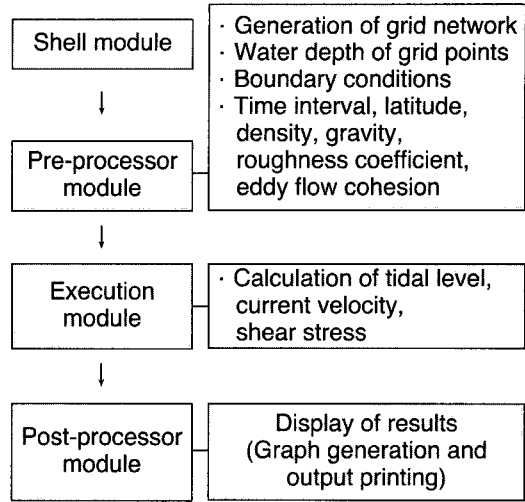 Shell module
· Generation of grid network
· Water depth of grid points
· Boundary conditions
· Time interval, latitude,
density, gravity,
roughness coefficient,
eddy flow cohesion
Pre-processor
module
Execution
module
· Calculation of tidal level,
current velocity,
shear stress
Post-processor
module
Display of results
(Graph generation and
output printing)